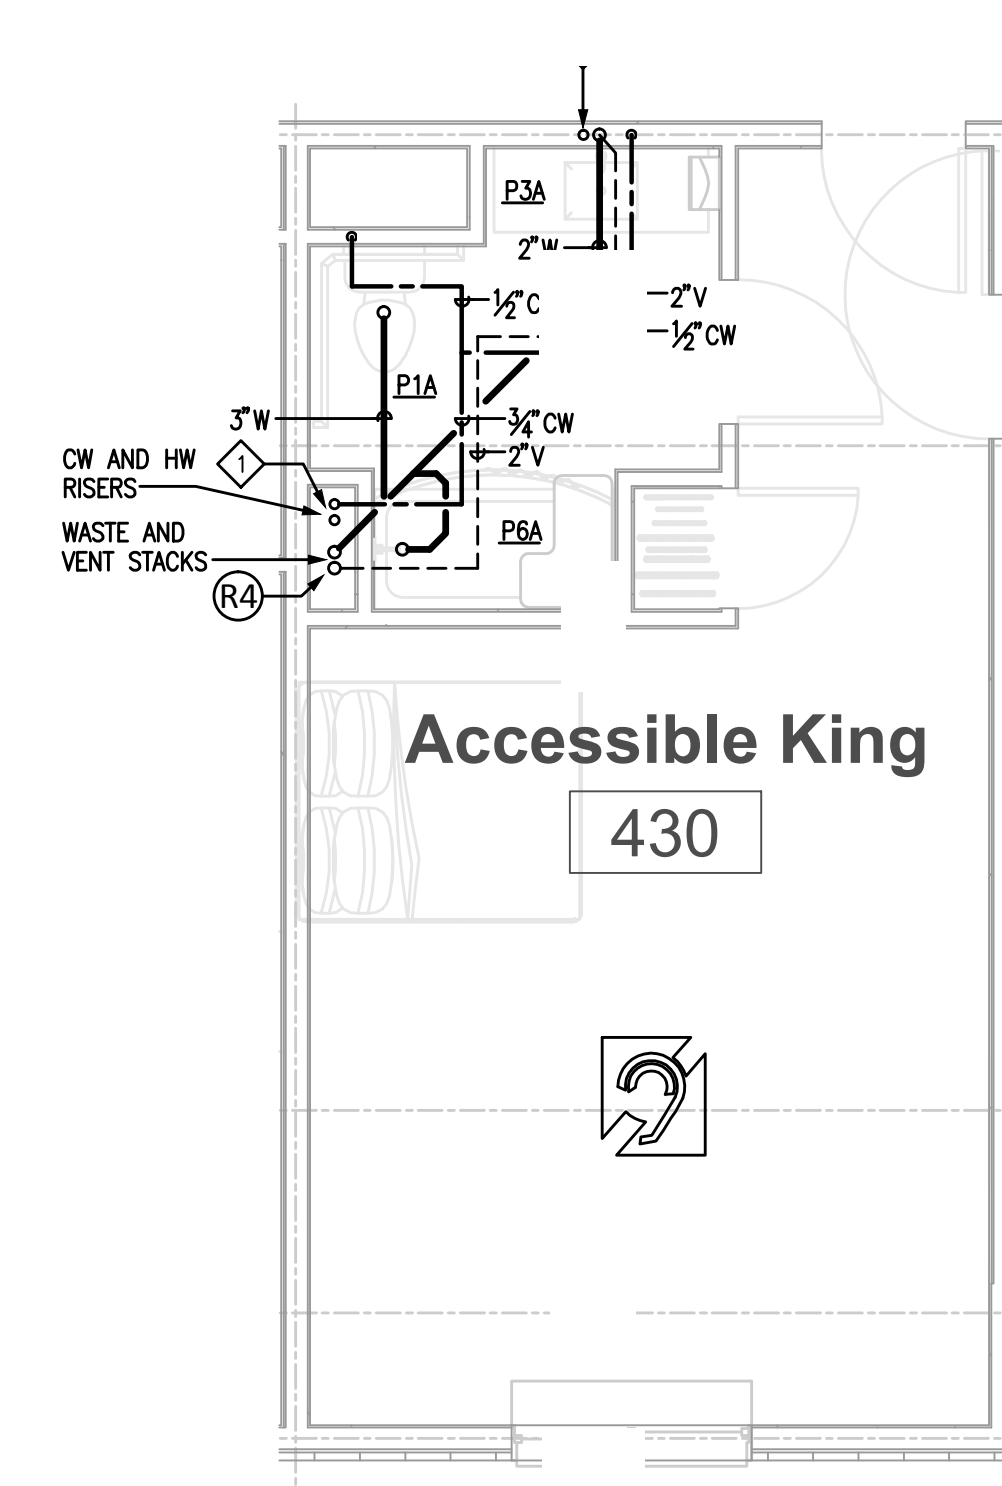 P3A
2"W
1/2"C
2"V
1/2"CW
P1A
3"W
3/4"CW
2"V
CW AND HW
RISERS
1
P6A
WASTE AND
VENT STACKS
R4
Accessible King
430